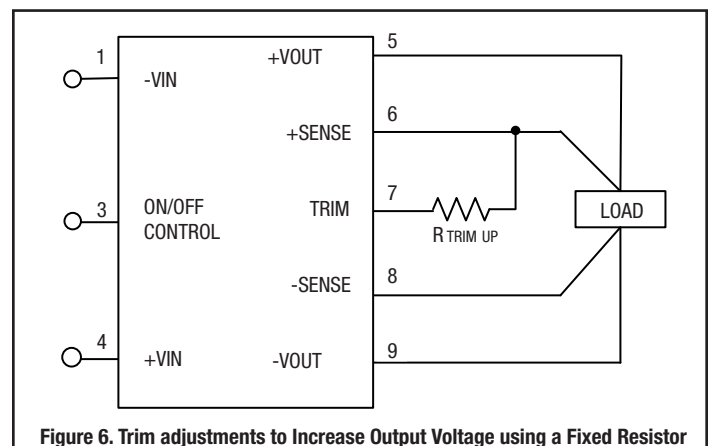 1
-VIN
3
ON/OFF
CONTROL
4
+VIN
+VOUT
5
+SENSE
6
TRIM
7
R TRIM UP
-SENSE
8
-VOUT
9
LOAD
Figure 6. Trim adjustments to Increase Output Voltage using a Fixed Resistor